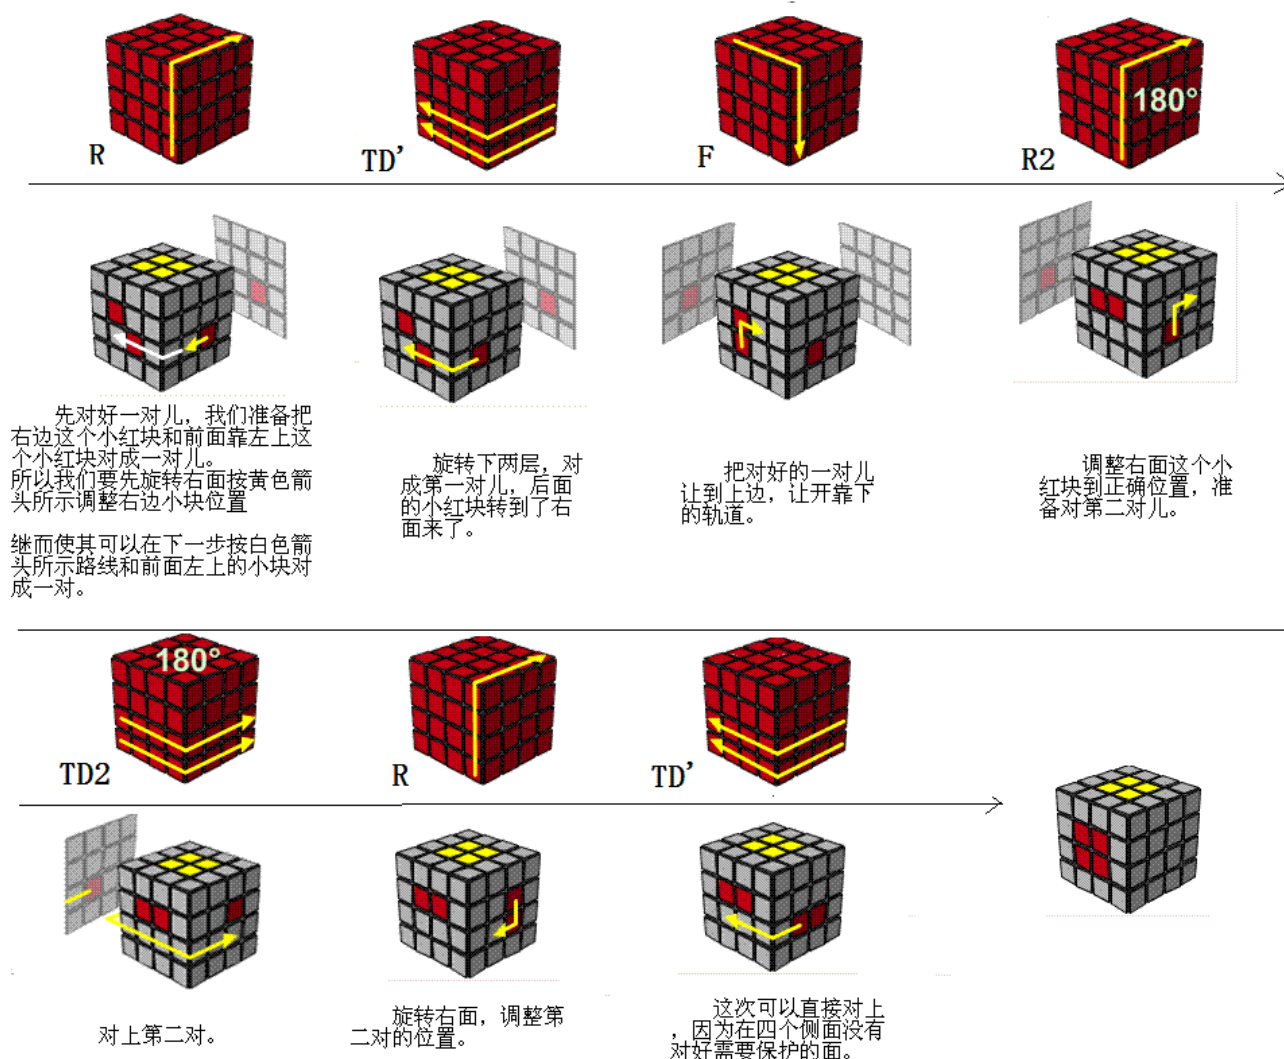 R
TD'
F
180°
R2
先对好一对儿，我们准备把
右边这个小红块和前面靠左上这
个小红块对成一对儿。
所以我们要先旋转右面按黄色箭
头所示调整右边小块位置
继而使其可以在下一步按白色箭
头所示路线和前面左上的小块对
成一对。
旋转下两层，对
成第一对儿，后面
的小红块转到了右
面来了。
把对好的一对儿
让到上边，让开靠下
的轨道。
调整右面这个小
红块到正确位置，准
备对第二对儿。
180°
TD2
R
TD'
对上第二对。
旋转右面，调整第
二对的位置。
这次可以直接对上
，因为在四个侧面没有
对好需要保护的面。